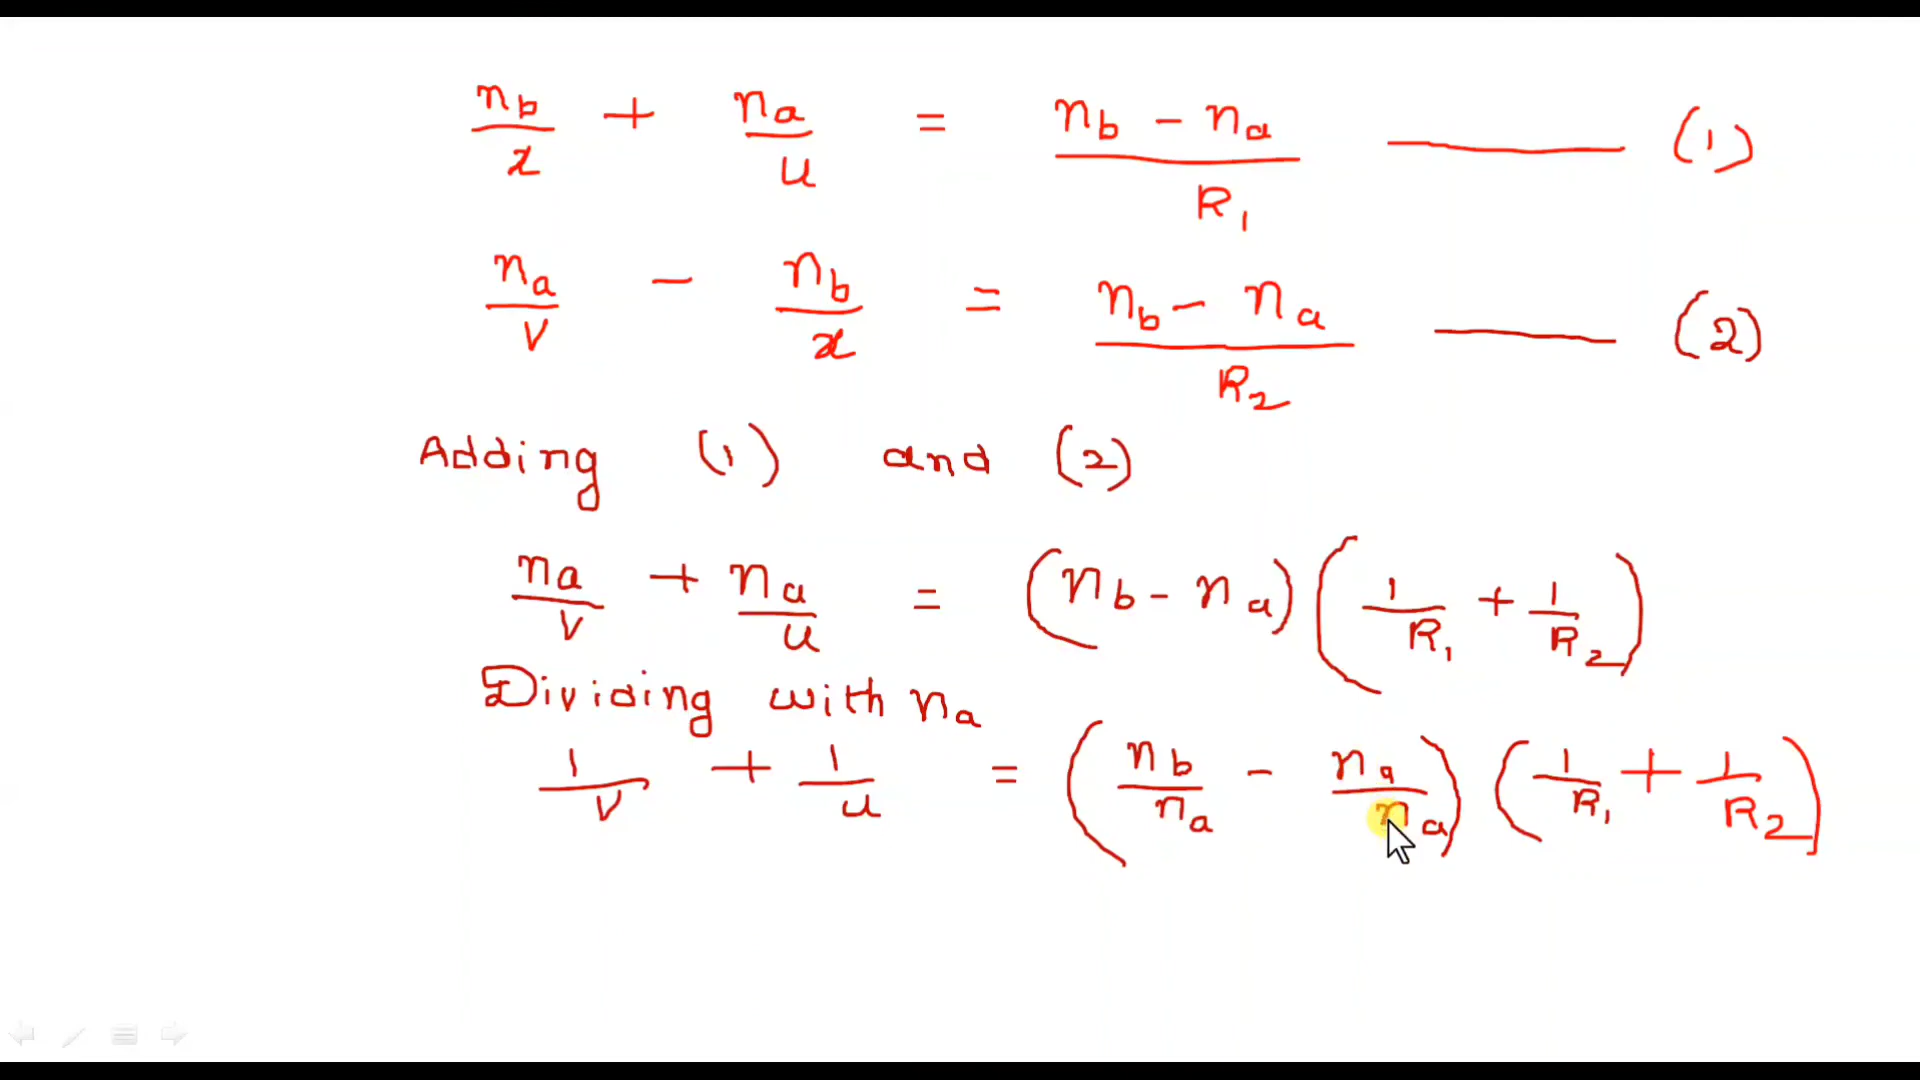 n_b/x + n_a/u = (n_b - n_a)/R_1 —— (1)
n_a/v - n_b/x = (n_b - n_a)/R_2 —— (2)
Adding (1) and (2)
n_a/v + n_a/u = (n_b - n_a)(1/R_1 + 1/R_2)
Dividing with n_a
1/v + 1/u = (n_b/n_a - n_a/n_a)(1/R_1 + 1/R_2)